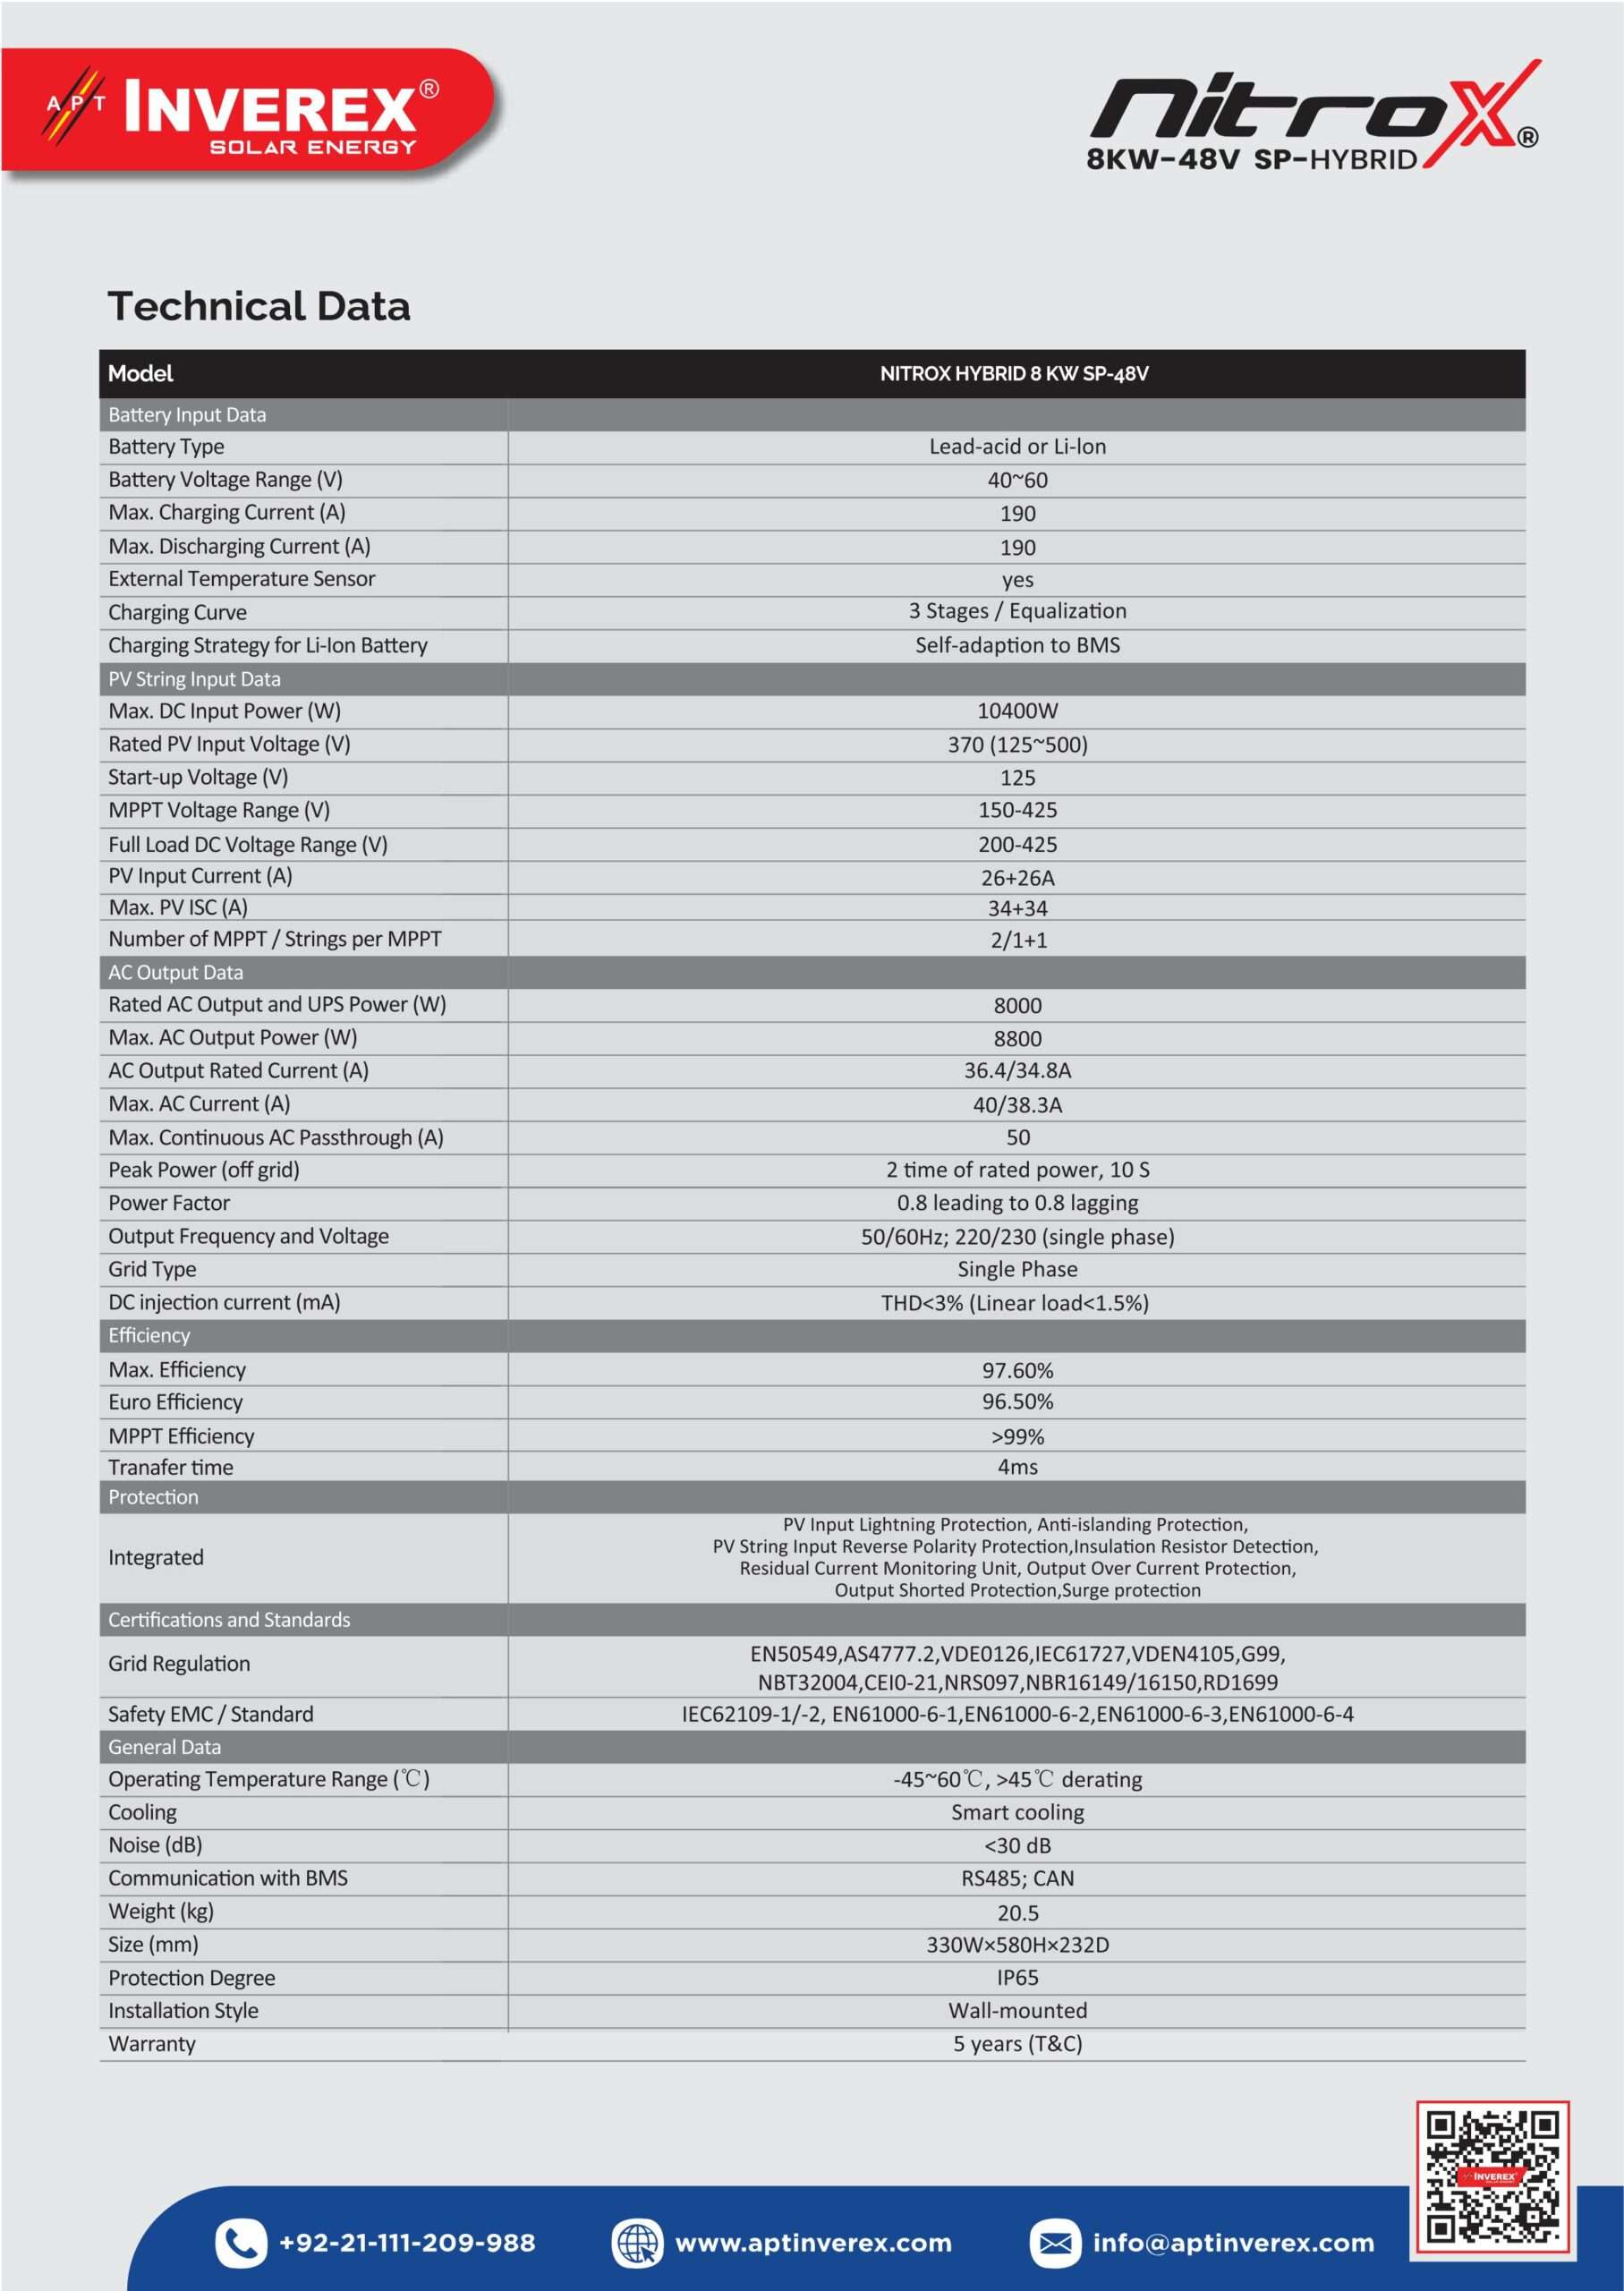 APT INVEREX®
SOLAR ENERGY
nitroX®
8KW-48V SP-HYBRID
Technical Data
Model NITROX HYBRID 8 KW SP-48V
Battery Input Data
Battery Type Lead-acid or Li-Ion
Battery Voltage Range (V) 40~60
Max. Charging Current (A) 190
Max. Discharging Current (A) 190
External Temperature Sensor yes
Charging Curve 3 Stages / Equalization
Charging Strategy for Li-Ion Battery Self-adaption to BMS
PV String Input Data
Max. DC Input Power (W) 10400W
Rated PV Input Voltage (V) 370 (125~500)
Start-up Voltage (V) 125
MPPT Voltage Range (V) 150-425
Full Load DC Voltage Range (V) 200-425
PV Input Current (A) 26+26A
Max. PV ISC (A) 34+34
Number of MPPT / Strings per MPPT 2/1+1
AC Output Data
Rated AC Output and UPS Power (W) 8000
Max. AC Output Power (W) 8800
AC Output Rated Current (A) 36.4/34.8A
Max. AC Current (A) 40/38.3A
Max. Continuous AC Passthrough (A) 50
Peak Power (off grid) 2 time of rated power, 10 S
Power Factor 0.8 leading to 0.8 lagging
Output Frequency and Voltage 50/60Hz; 220/230 (single phase)
Grid Type Single Phase
DC injection current (mA) THD<3% (Linear load<1.5%)
Efficiency
Max. Efficiency 97.60%
Euro Efficiency 96.50%
MPPT Efficiency >99%
Tranafer time 4ms
Protection
Integrated
PV Input Lightning Protection, Anti-islanding Protection,
PV String Input Reverse Polarity Protection,Insulation Resistor Detection,
Residual Current Monitoring Unit, Output Over Current Protection,
Output Shorted Protection,Surge protection
Certifications and Standards
Grid Regulation
EN50549,AS4777.2,VDE0126,IEC61727,VDEN4105,G99,
NBT32004,CEI0-21,NRS097,NBR16149/16150,RD1699
Safety EMC / Standard IEC62109-1/-2, EN61000-6-1,EN61000-6-2,EN61000-6-3,EN61000-6-4
General Data
Operating Temperature Range (℃) -45~60℃, >45℃ derating
Cooling Smart cooling
Noise (dB) <30 dB
Communication with BMS RS485; CAN
Weight (kg) 20.5
Size (mm) 330W×580H×232D
Protection Degree IP65
Installation Style Wall-mounted
Warranty 5 years (T&C)
INVEREX
+92-21-111-209-988
www.aptinverex.com
info@aptinverex.com